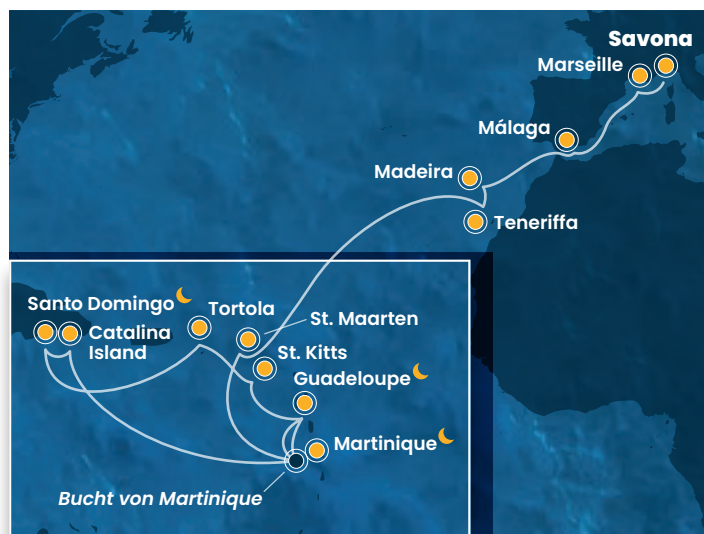 Savona
Marseille
Málaga
Madeira
Teneriffa
Santo Domingo
Tortola
Catalina
Island
St. Maarten
St. Kitts
Guadeloupe
Martinique
Bucht von Martinique